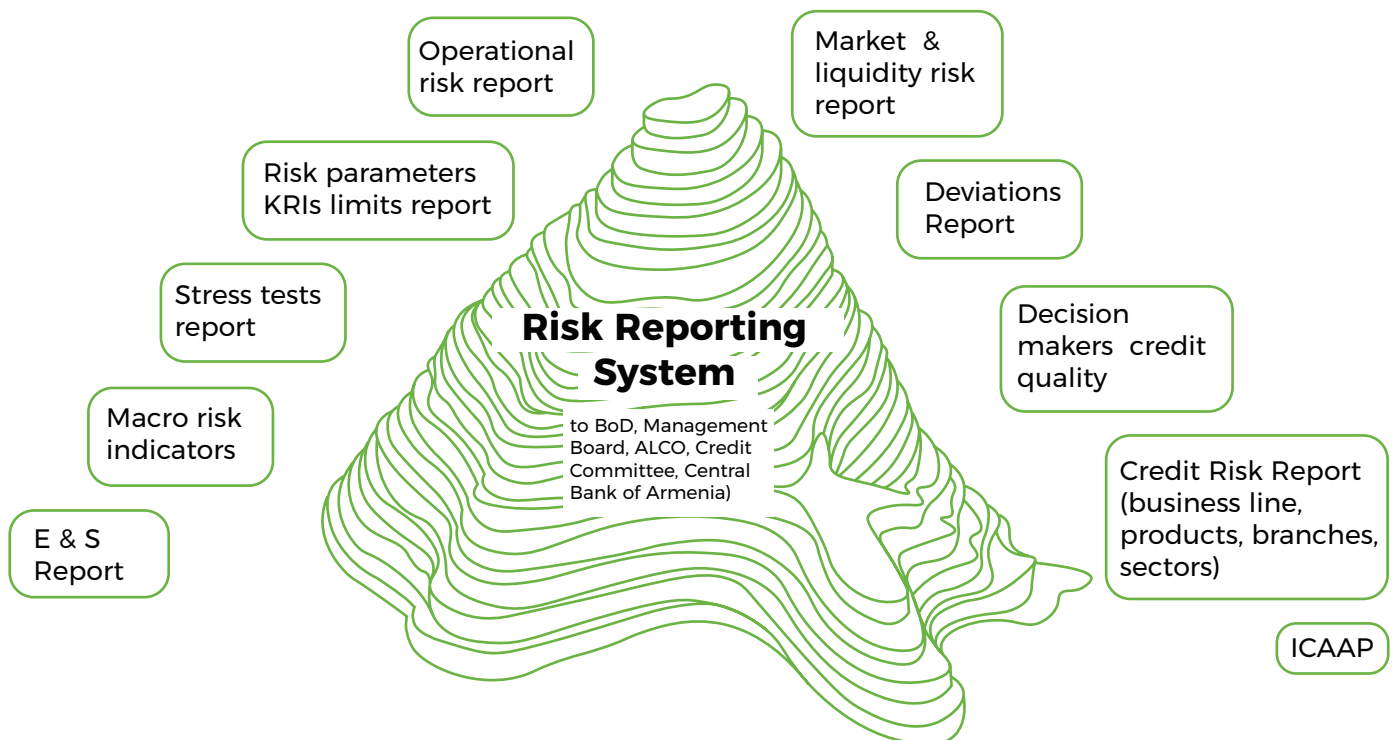 Operational
risk report
Market & liquidity risk
report
Risk parameters
KRIs limits report
Deviations
Report
Stress tests
report
Risk Reporting
System
to BoD, Management
Board, ALCO, Credit
Committee, Central
Bank of Armenia)
Decision
makers credit
quality
Macro risk
indicators
Credit Risk Report
(business line,
products, branches,
sectors)
E & S
Report
ICAAP